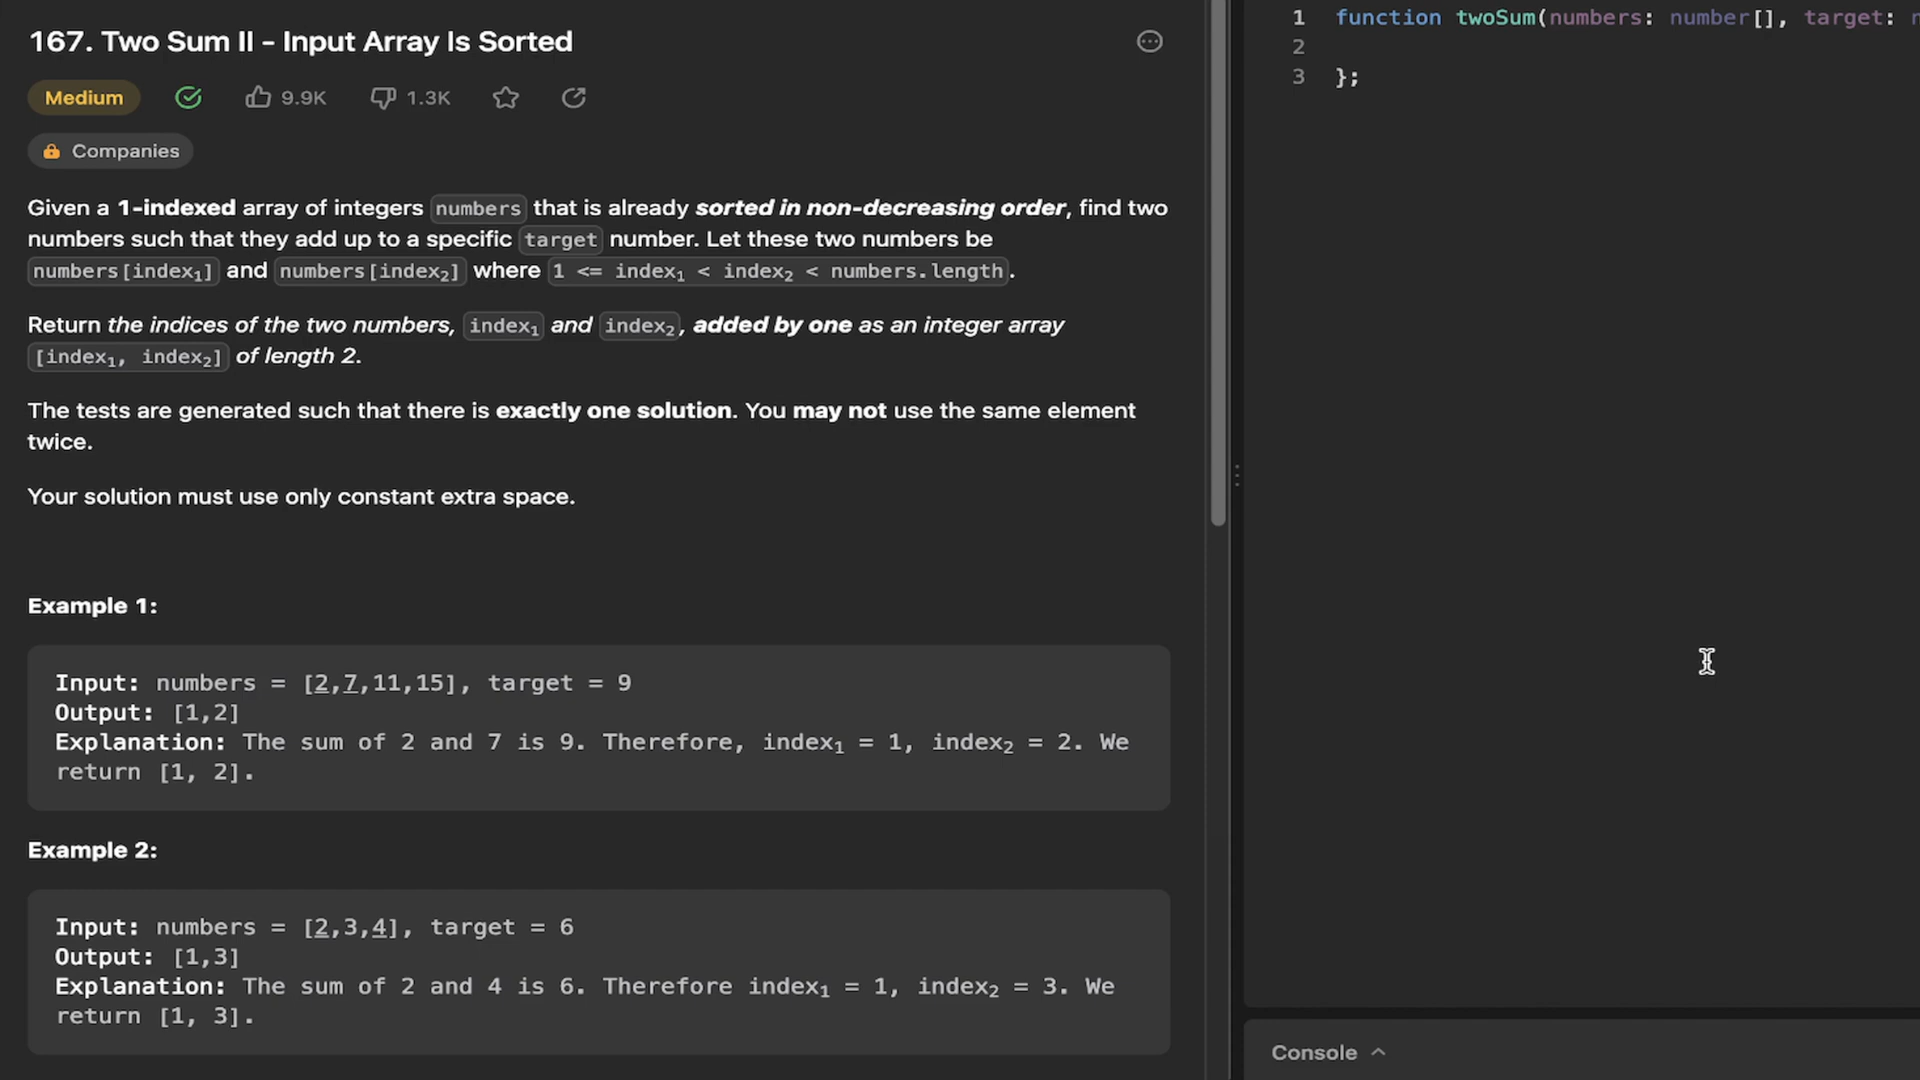 167. Two Sum II - Input Array Is Sorted
Medium
9.9K
1.3K
Companies
Given a 1-indexed array of integers numbers that is already sorted in non-decreasing order, find two
numbers such that they add up to a specific target number. Let these two numbers be
numbers[index₁] and numbers[index₂] where 1 <= index₁ < index₂ < numbers.length.
Return the indices of the two numbers, index₁ and index₂, added by one as an integer array
[index₁, index₂] of length 2.
The tests are generated such that there is exactly one solution. You may not use the same element
twice.
Your solution must use only constant extra space.
Example 1:
Input: numbers = [2,7,11,15], target = 9
Output: [1,2]
Explanation: The sum of 2 and 7 is 9. Therefore, index₁ = 1, index₂ = 2. We
return [1, 2].
Example 2:
Input: numbers = [2,3,4], target = 6
Output: [1,3]
Explanation: The sum of 2 and 4 is 6. Therefore index₁ = 1, index₂ = 3. We
return [1, 3].
1 function twoSum(numbers: number[], target:
2
3 };
Console